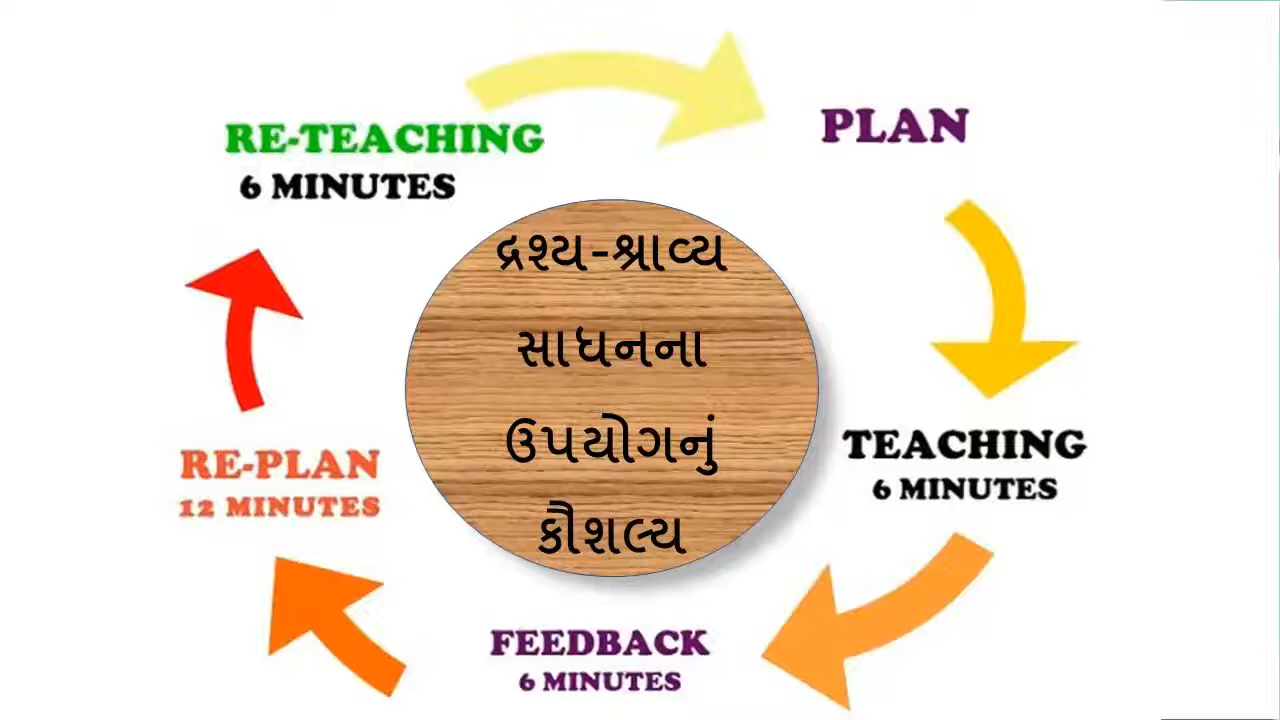 RE-TEACHING
6 MINUTES
PLAN
દ્રશ્ય-શ્રાવ્ય
સાધનના
ઉપયોગનું
કૌશલ્ય
TEACHING
6 MINUTES
RE-PLAN
12 MINUTES
FEEDBACK
6 MINUTES